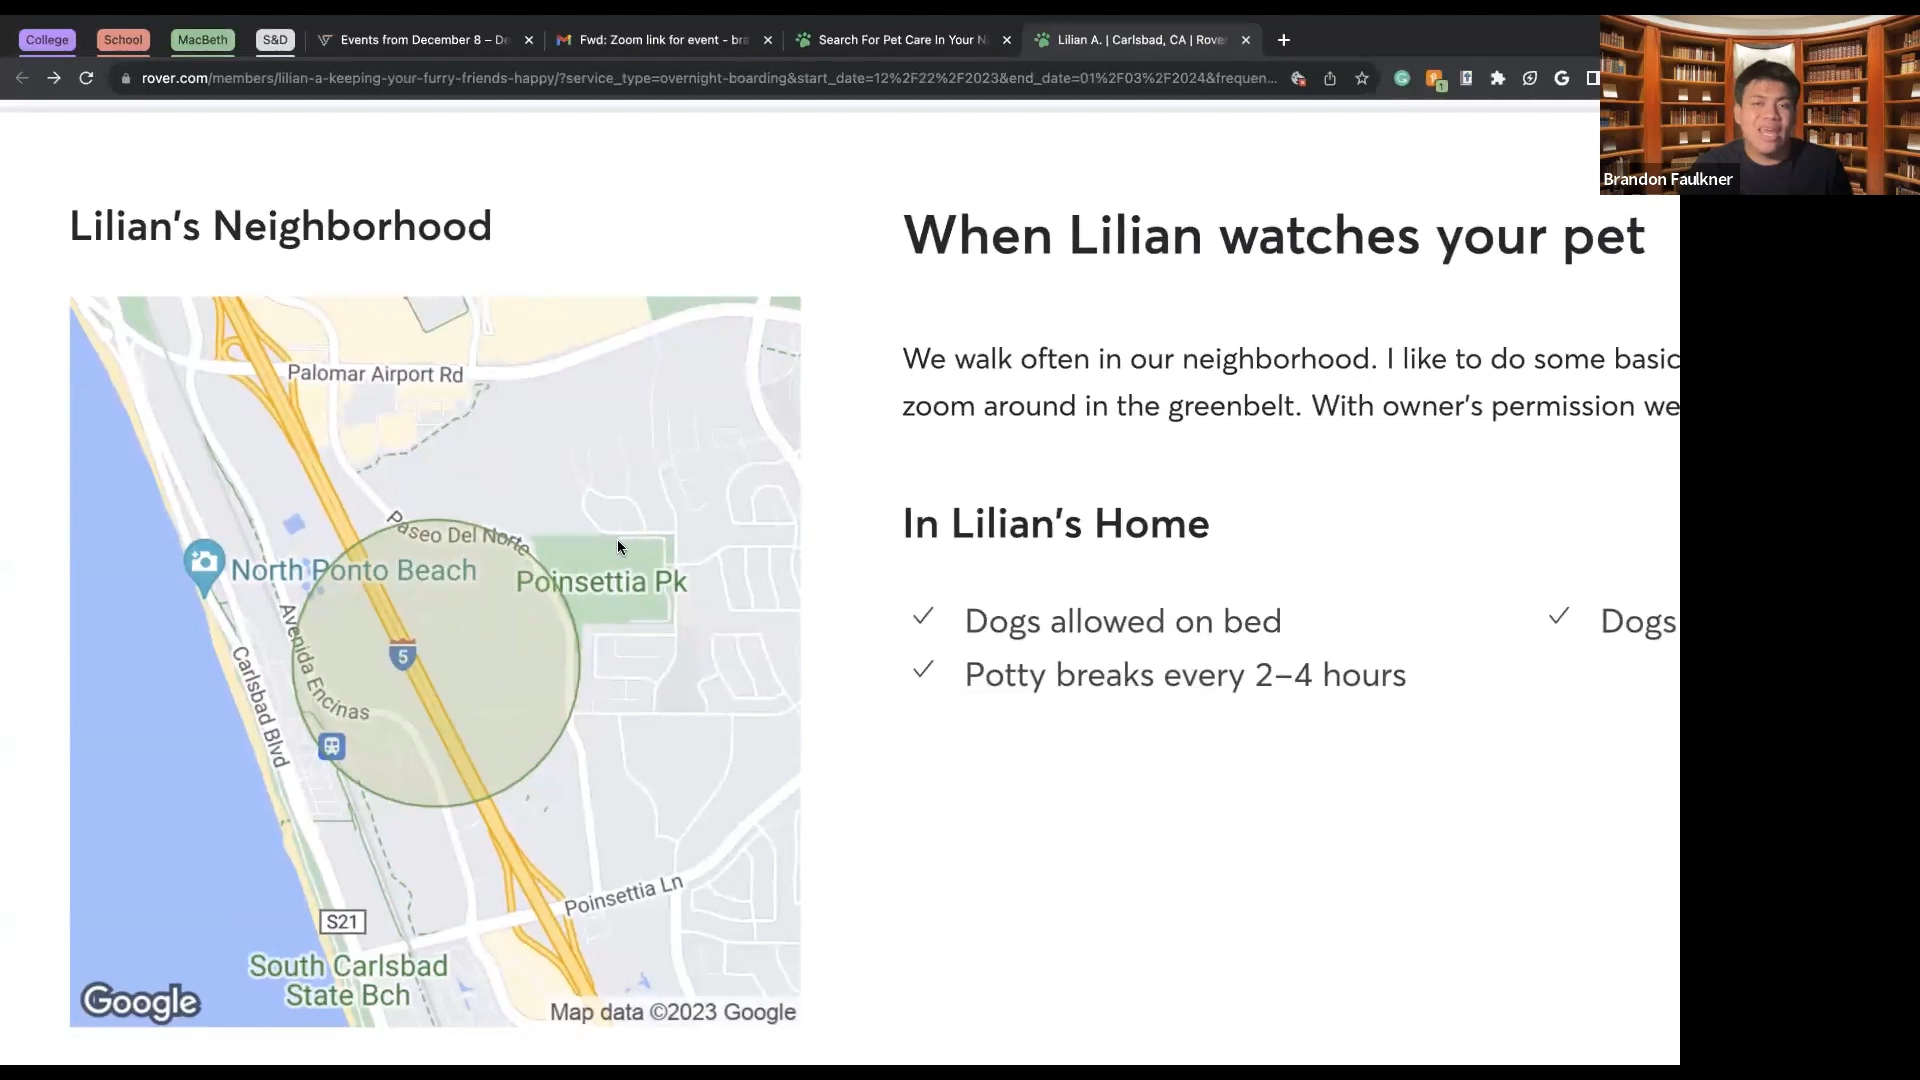 College
School
MacBeth
S&D
Events from December 8 – De
Fwd: Zoom link for event - bra
Search For Pet Care In Your N
Lilian A. | Carlsbad, CA | Rove
rover.com/members/lilian-a-keeping-your-furry-friends-happy/?service_type=overnight-boarding&start_date=12%2F22%2F2023&end_date=01%2F03%2F2024&frequen...
1
Brandon Faulkner
Lilian's Neighborhood
Palomar Airport Rd
Paseo Del Norte
North Ponto Beach
Poinsettia Pk
Avenida Encinas
5
Carlsbad Blvd
Poinsettia Ln
S21
South Carlsbad
State Bch
Google
Map data ©2023 Google
When Lilian watches your pet
We walk often in our neighborhood. I like to do some basic
zoom around in the greenbelt. With owner's permission we
In Lilian's Home
Dogs allowed on bed
Dogs
Potty breaks every 2–4 hours